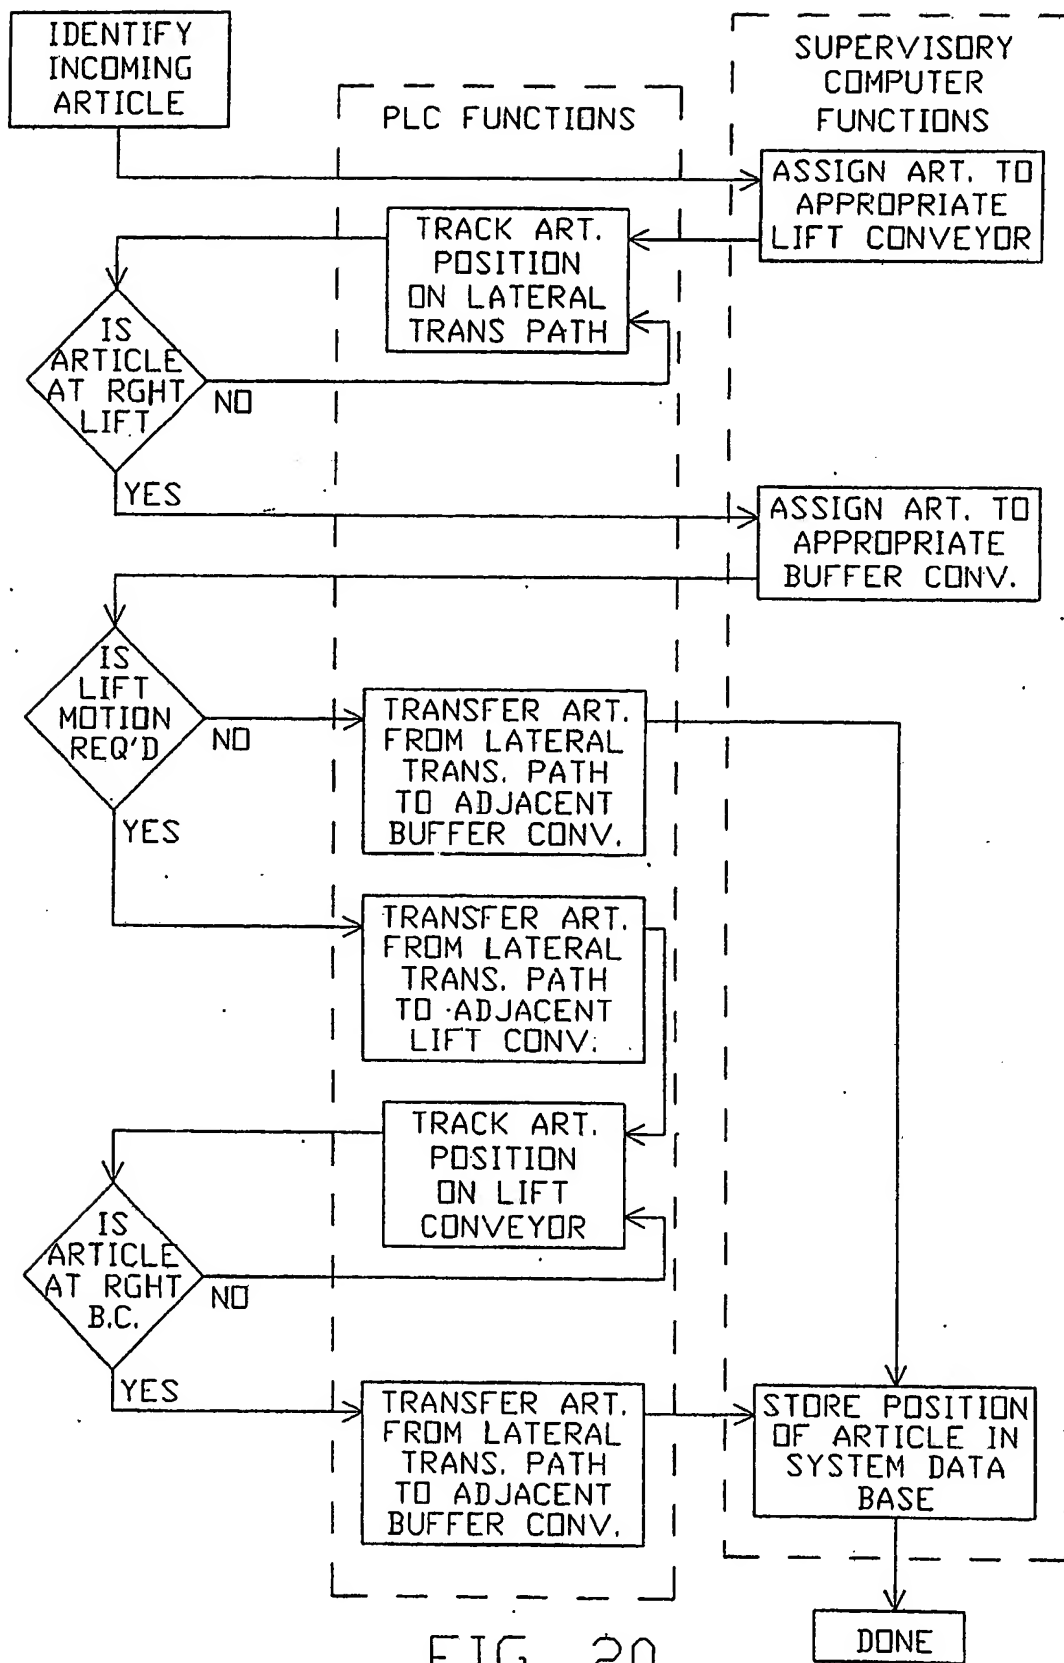 IDENTIFY
INCOMING
ARTICLE
PLC FUNCTIONS
SUPERVISORY
COMPUTER
FUNCTIONS
ASSIGN ART. TO
APPROPRIATE
LIFT CONVEYOR
TRACK ART.
POSITION
ON LATERAL
TRANS PATH
IS
ARTICLE
AT RGHT
LIFT
NO
YES
ASSIGN ART. TO
APPROPRIATE
BUFFER CONV.
IS
LIFT
MOTION
REQ'D
NO
YES
TRANSFER ART.
FROM LATERAL
TRANS. PATH
TO ADJACENT
BUFFER CONV.
TRANSFER ART.
FROM LATERAL
TRANS. PATH
TO ADJACENT
LIFT CONV.
TRACK ART.
POSITION
ON LIFT
CONVEYOR
IS
ARTICLE
AT RGHT
B.C.
NO
YES
TRANSFER ART.
FROM LATERAL
TRANS. PATH
TO ADJACENT
BUFFER CONV.
STORE POSITION
OF ARTICLE IN
SYSTEM DATA
BASE
DONE
FIG. 20